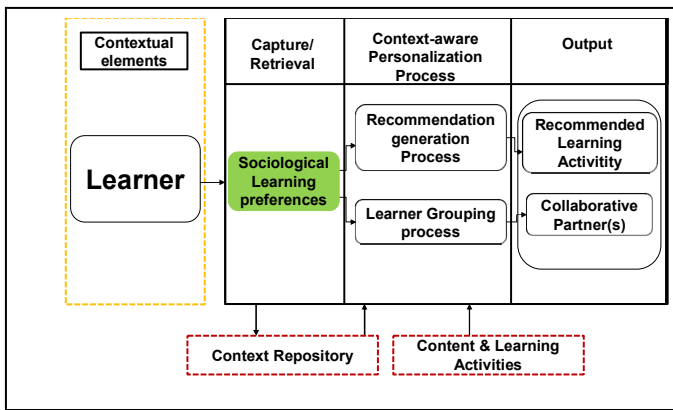 Contextual
elements
Capture/
Retrieval
Context-aware
Personalization
Process
Output
Learner
Sociological
Learning
preferences
Recommendation
generation
Process
Learner Grouping
process
Recommended
Learning
Activitity
Collaborative
Partner(s)
Context Repository
Content & Learning
Activities